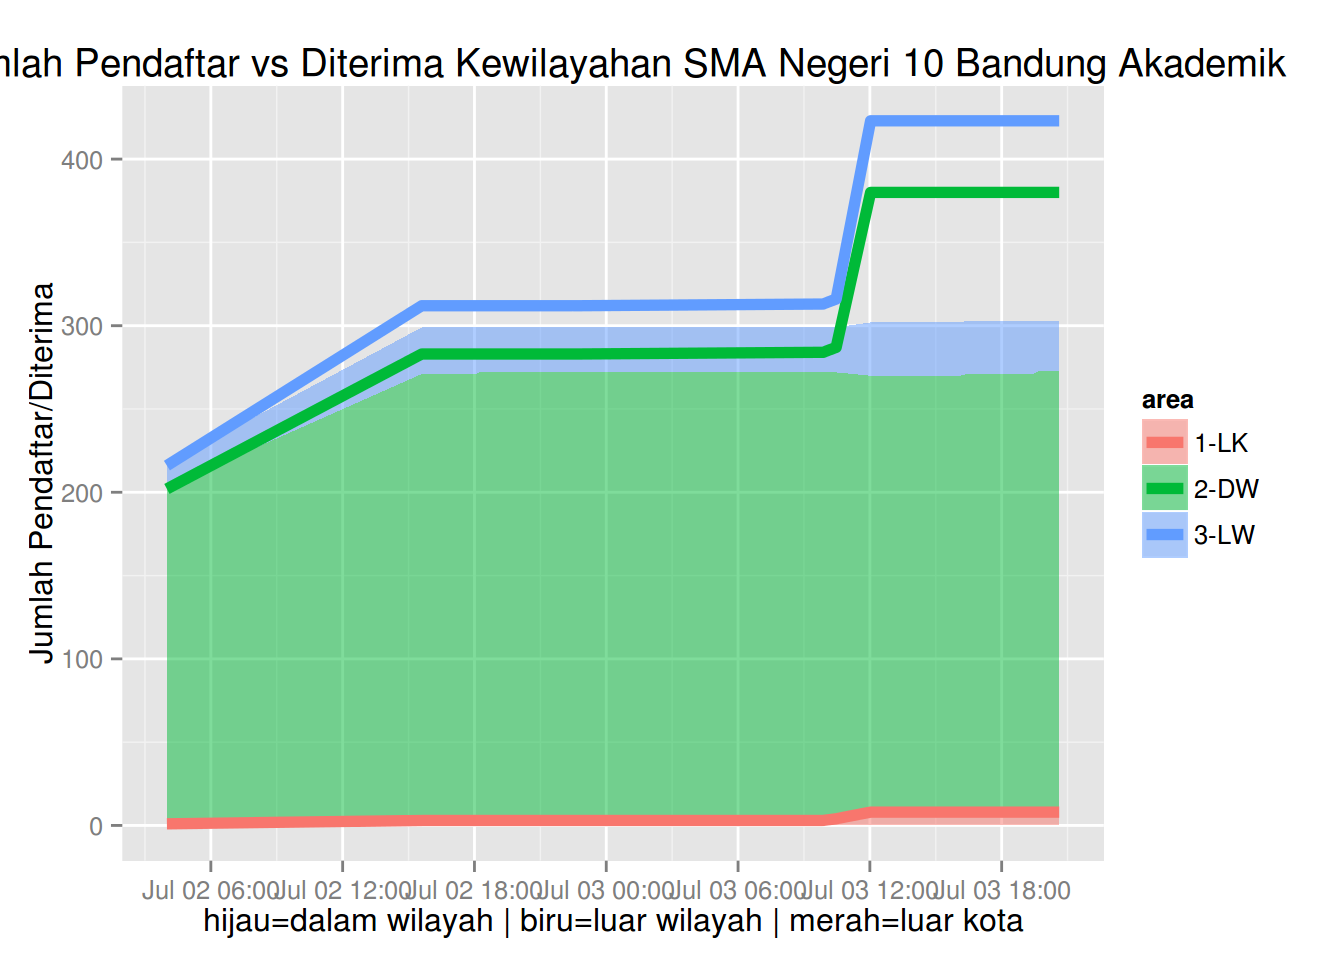 Pendaftar vs Diterima Kewilayahan SMA Negeri 10 Bandung Akademik
Jumlah Pendaftar/Diterima
400
300
200
100
0
Jul 02 06:00
Jul 02 12:00
Jul 02 18:00
Jul 03 00:00
Jul 03 06:00
Jul 03 12:00
Jul 03 18:00
hijau=dalam wilayah | biru=luar wilayah | merah=luar kota
area
1-LK
2-DW
3-LW